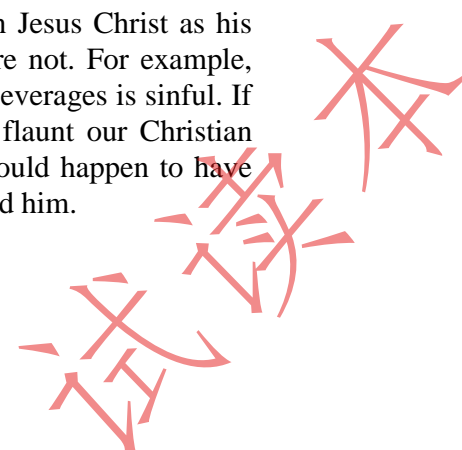 n Jesus Christ as his
re not. For example,
everages is sinful. If
flaunt our Christian
ould happen to have
d him.
试读本